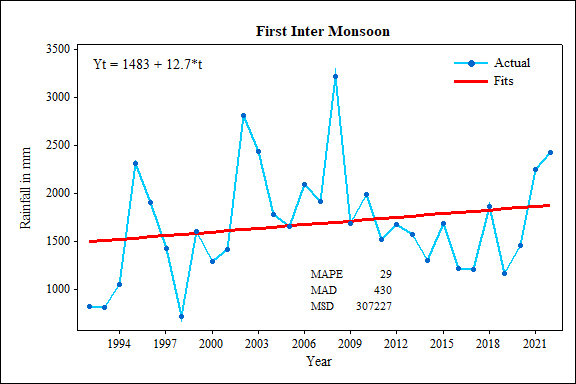 First Inter Monsoon
Yt = 1483 + 12.7*t
Actual
Fits
3500
3000
2500
2000
1500
1000
Rainfall in mm
MAPE 29
MAD 430
MSD 307227
1994 1997 2000 2003 2006 2009 2012 2015 2018 2021
Year